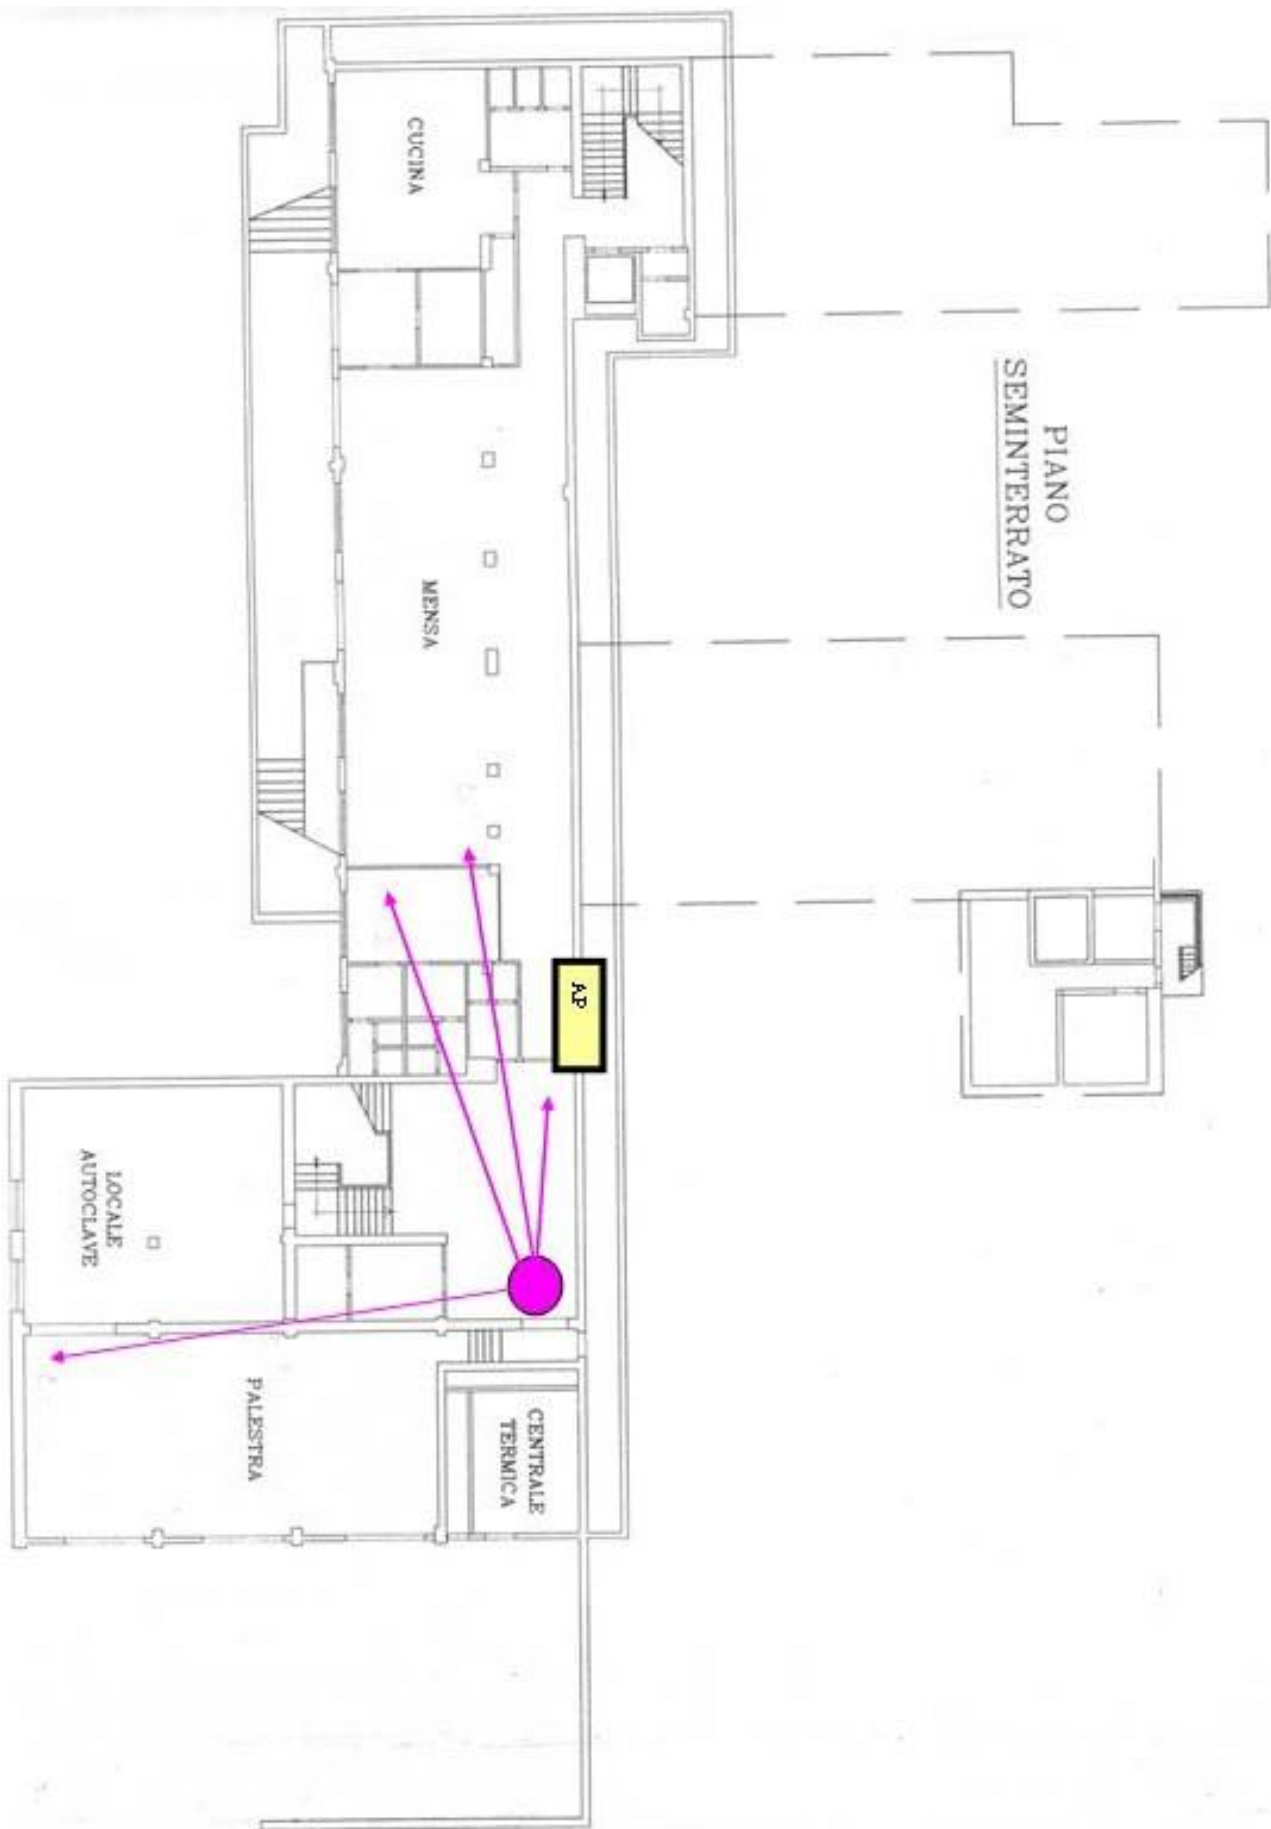 PIANO
SEMINTERRATO
CUCINA
MENSA
AP
LOCALE
AUTOCLAVE
PALESTRA
CENTRALE
TERMICA